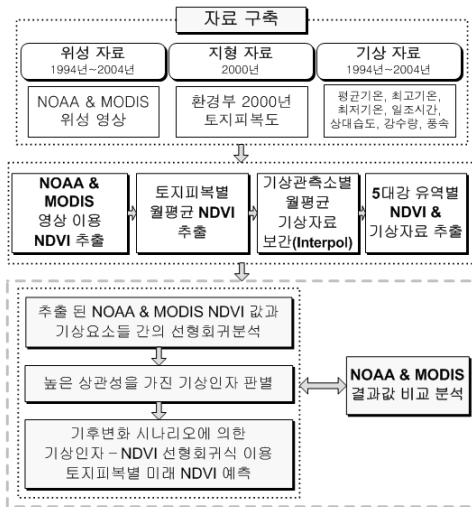 자료 구축
위성 자료
1994년~2004년
NOAA & MODIS
위성 영상
지형 자료
2000년
환경부 2000년
토지피복도
기상 자료
1994년~2004년
평균기온, 최고기온,
최저기온, 일조시간,
상대습도, 강수량, 풍속
NOAA &
MODIS
영상 이용
NDVI 추출
토지피복별
월평균 NDVI
추출
기상관측소별
월평균
기상자료
보간(Interpol)
5대강 유역별
NDVI &
기상자료 추출
추출 된 NOAA & MODIS NDVI 값과
기상요소들 간의 선형회귀분석
높은 상관성을 가진 기상인자 판별
기후변화 시나리오에 의한
기상인자 – NDVI 선형회귀식 이용
토지피복별 미래 NDVI 예측
NOAA & MODIS
결과값 비교 분석